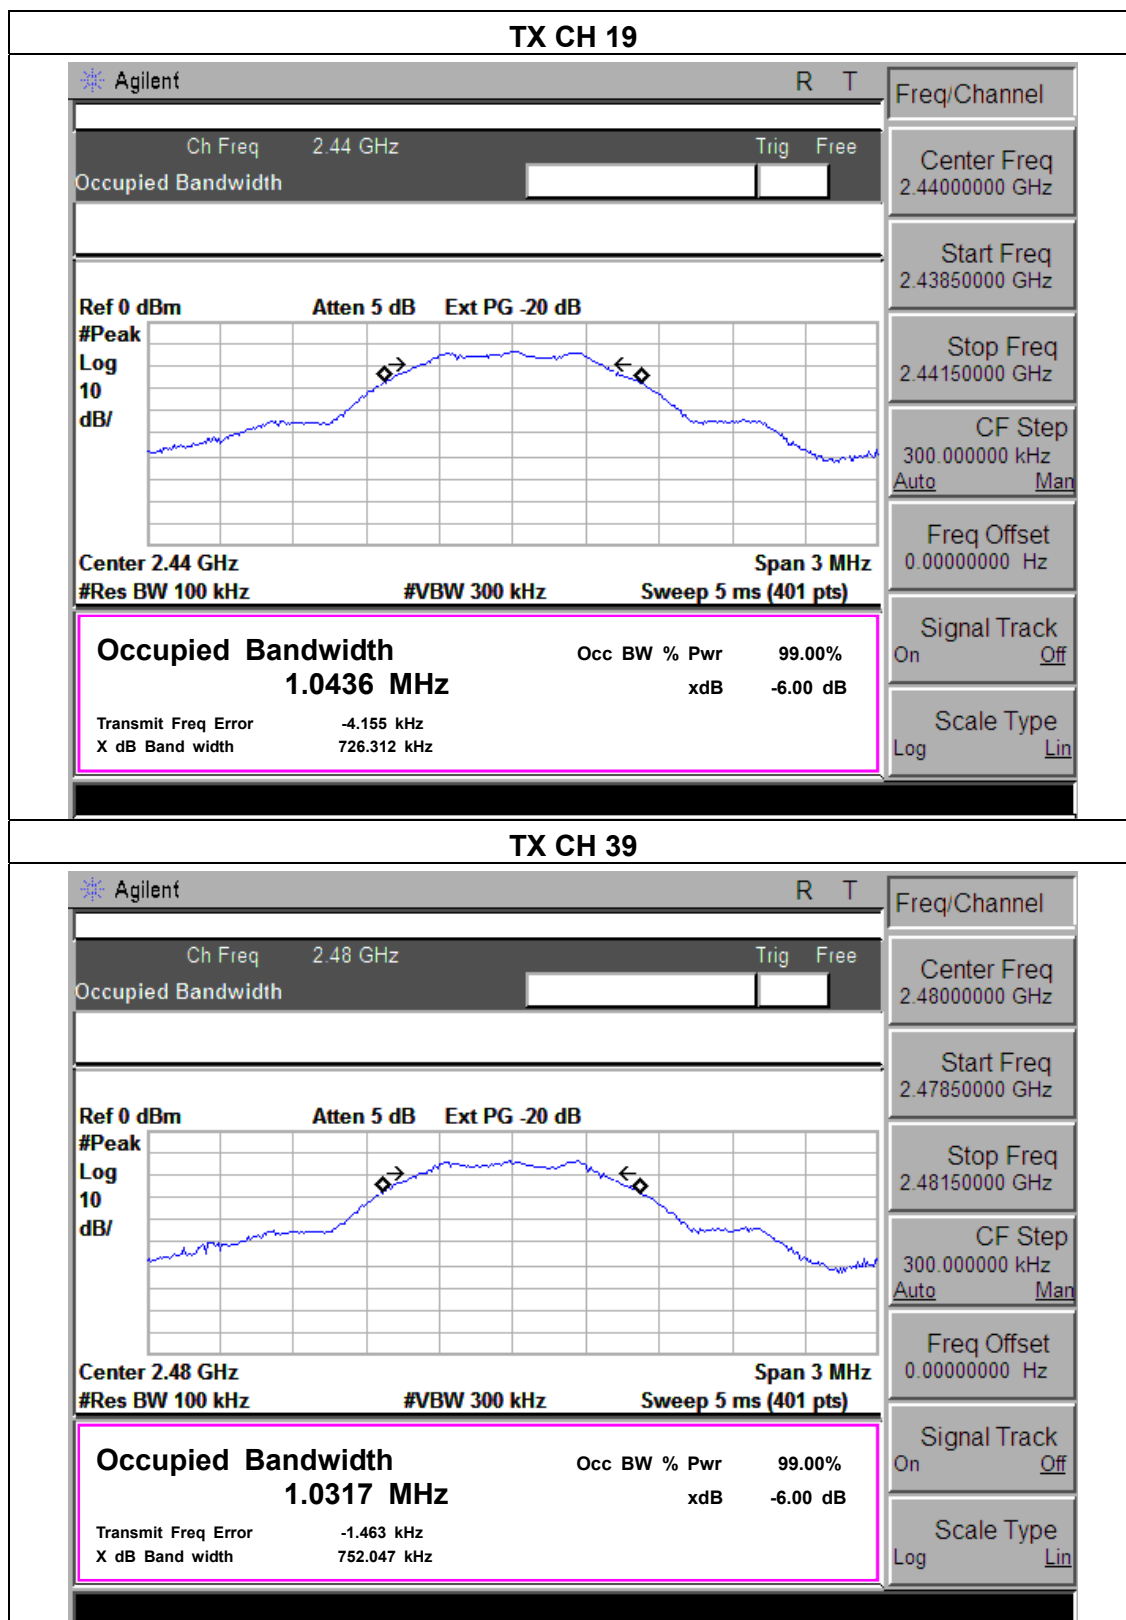 TX CH 19
Agilent R T
Freq/Channel
Ch Freq 2.44 GHz Trig Free
Occupied Bandwidth
Center Freq
2.44000000 GHz
Start Freq
2.43850000 GHz
Stop Freq
2.44150000 GHz
CF Step
300.000000 kHz
Auto Man
Freq Offset
0.00000000 Hz
Signal Track
On Off
Scale Type
Log Lin
Ref 0 dBm Atten 5 dB Ext PG -20 dB
#Peak
Log
10
dB/
Center 2.44 GHz Span 3 MHz
#Res BW 100 kHz #VBW 300 kHz Sweep 5 ms (401 pts)
Occupied Bandwidth Occ BW % Pwr 99.00%
1.0436 MHz xdB -6.00 dB
Transmit Freq Error -4.155 kHz
X dB Band width 726.312 kHz
TX CH 39
Agilent R T
Freq/Channel
Ch Freq 2.48 GHz Trig Free
Occupied Bandwidth
Center Freq
2.48000000 GHz
Start Freq
2.47850000 GHz
Stop Freq
2.48150000 GHz
CF Step
300.000000 kHz
Auto Man
Freq Offset
0.00000000 Hz
Signal Track
On Off
Scale Type
Log Lin
Ref 0 dBm Atten 5 dB Ext PG -20 dB
#Peak
Log
10
dB/
Center 2.48 GHz Span 3 MHz
#Res BW 100 kHz #VBW 300 kHz Sweep 5 ms (401 pts)
Occupied Bandwidth Occ BW % Pwr 99.00%
1.0317 MHz xdB -6.00 dB
Transmit Freq Error -1.463 kHz
X dB Band width 752.047 kHz